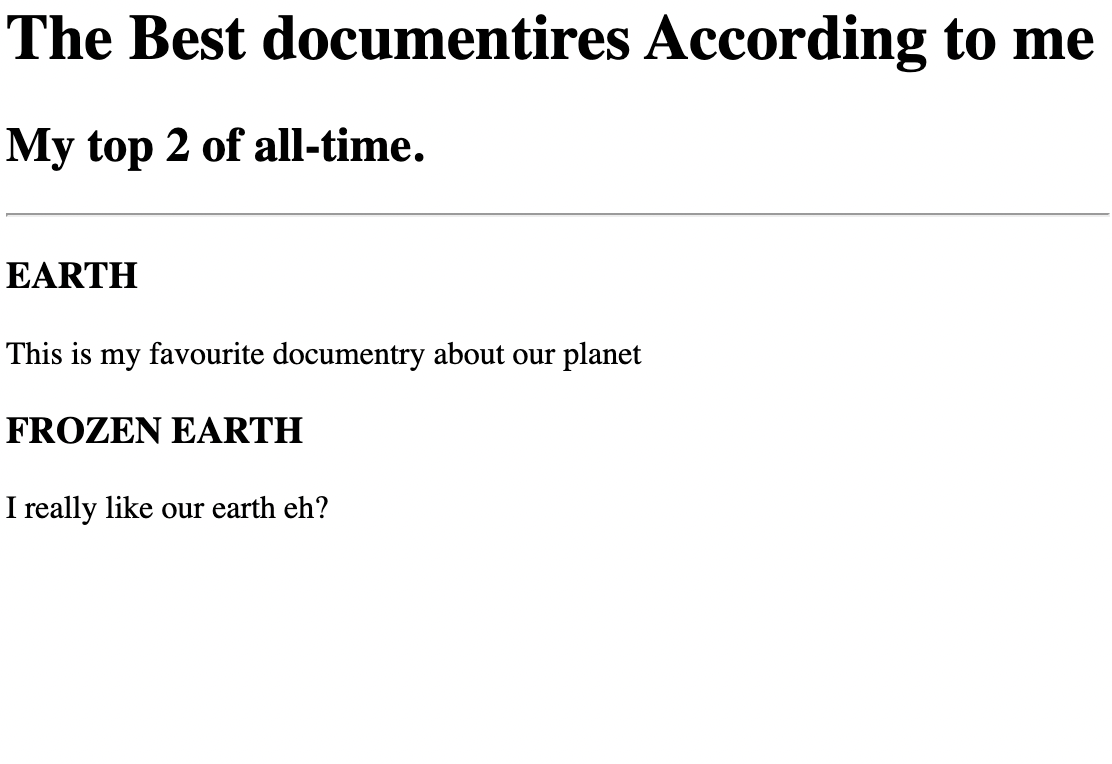 The Best documentires According to me
My top 2 of all-time.
EARTH
This is my favourite documentry about our planet
FROZEN EARTH
I really like our earth eh?